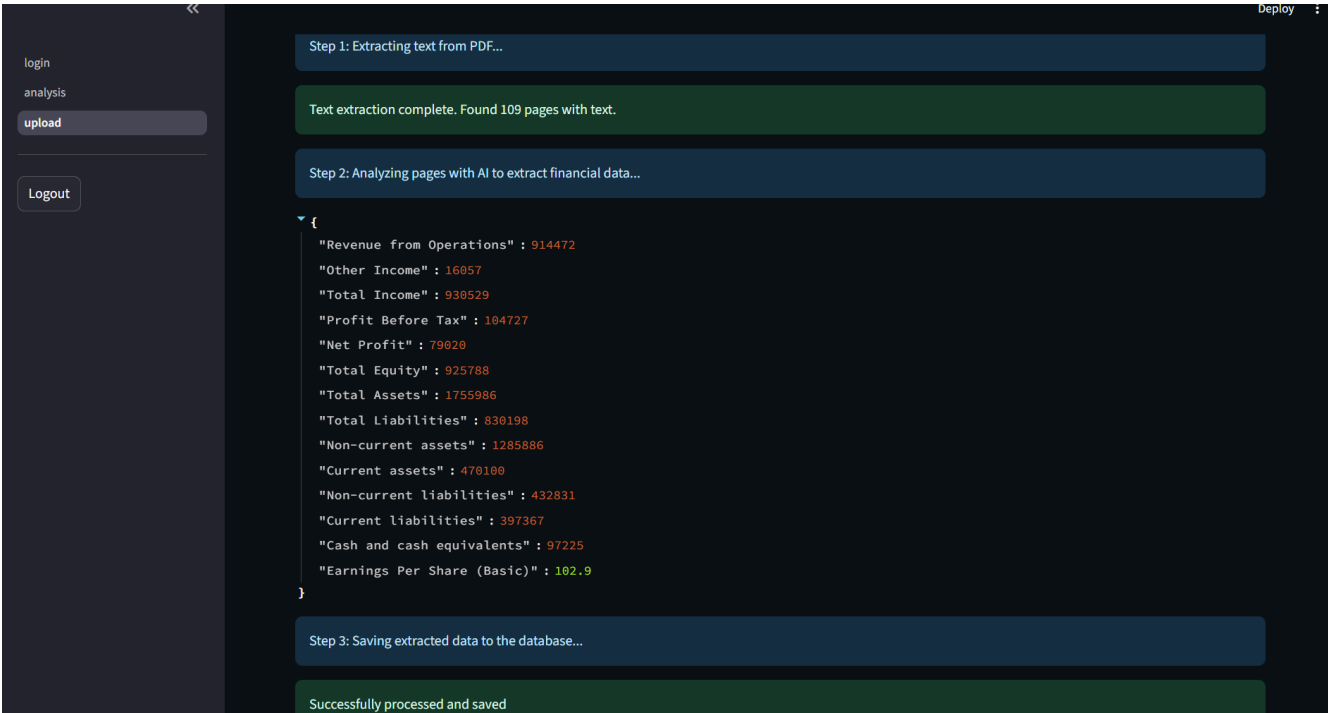 Deploy
login
analysis
upload
Logout
Step 1: Extracting text from PDF...
Text extraction complete. Found 109 pages with text.
Step 2: Analyzing pages with AI to extract financial data...
{
"Revenue from Operations" : 914472
"Other Income" : 16057
"Total Income" : 930529
"Profit Before Tax" : 104727
"Net Profit" : 79020
"Total Equity" : 925788
"Total Assets" : 1755986
"Total Liabilities" : 830198
"Non-current assets" : 1285886
"Current assets" : 470100
"Non-current liabilities" : 432831
"Current liabilities" : 397367
"Cash and cash equivalents" : 97225
"Earnings Per Share (Basic)" : 102.9
}
Step 3: Saving extracted data to the database...
Successfully processed and saved